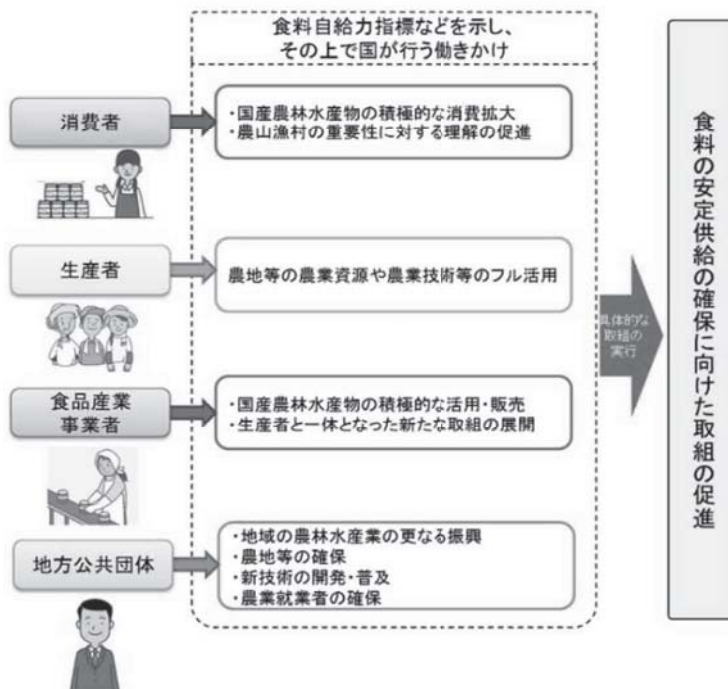 食料自給力指標などを示し、
その上で国が行う働きかけ
消費者
・国産農林水産物の積極的な消費拡大
・農山漁村の重要性に対する理解の促進
生産者
農地等の農業資源や農業技術等のフル活用
食品産業
事業者
・国産農林水産物の積極的な活用・販売
・生産者と一体となった新たな取組の展開
地方公共団体
・地域の農林水産業の更なる振興
・農地等の確保
・新技術の開発・普及
・農業就業者の確保
具体的な
取組の
実行
食料の安定供給の確保に向けた取組の促進